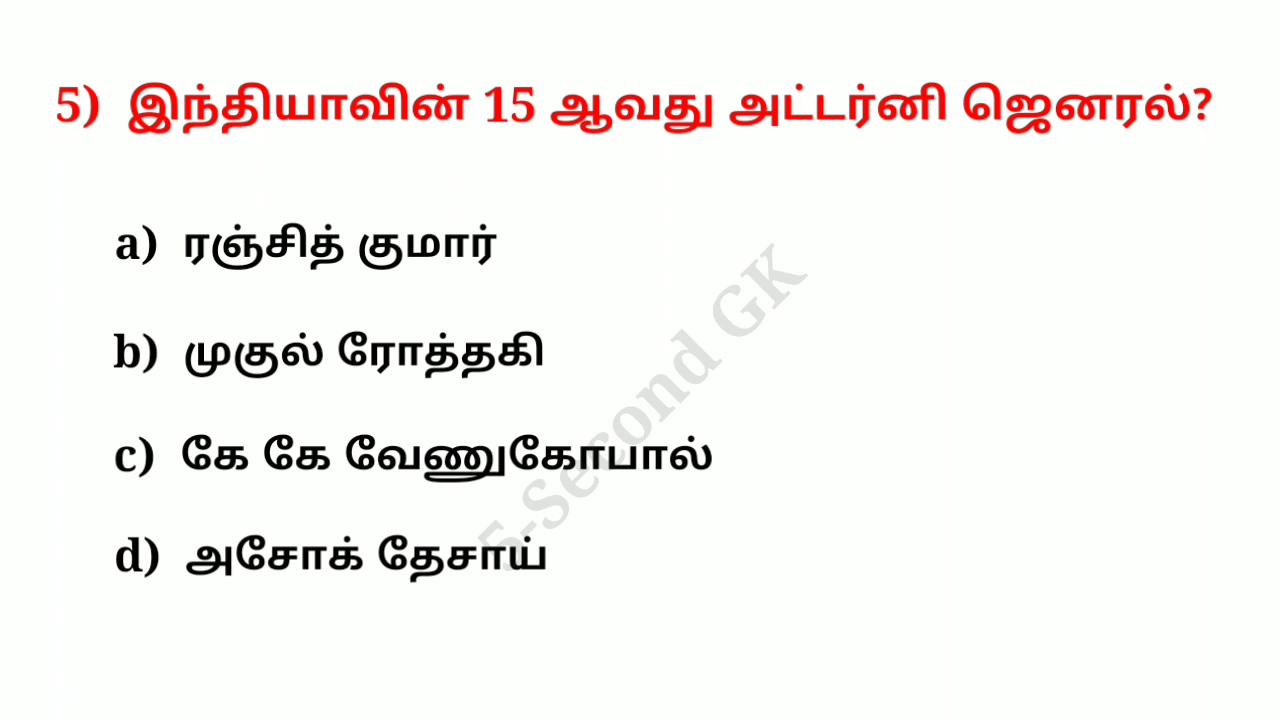 5) இந்தியாவின் 15 ஆவது அட்டர்னி ஜெனரல்?
a) ரஞ்சித் குமார்
b) முகுல் ரோத்தகி
c) கே கே வேணுகோபால்
d) அசோக் தேசாய்
5-Second GK